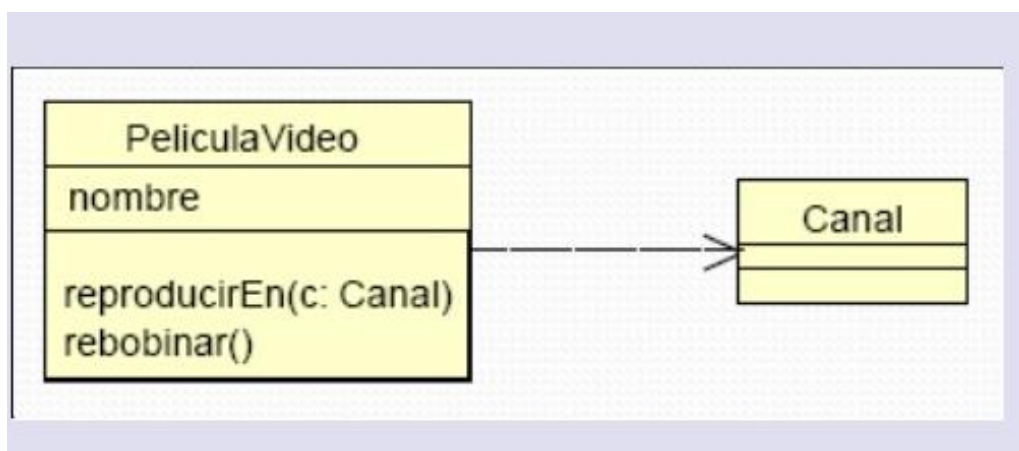 PeliculaVideo
nombre
reproducirEn(c: Canal)
rebobinar()
Canal